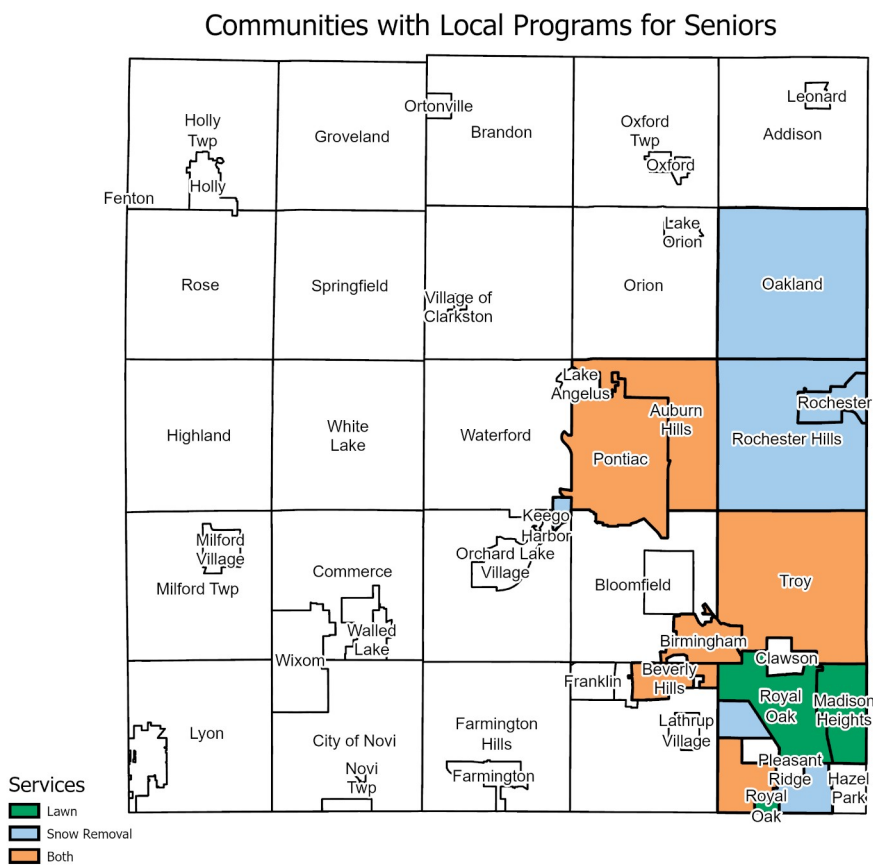 Communities with Local Programs for Seniors
Leonard
Ortonville
Holly
Twp
Groveland
Brandon
Oxford
Twp
Addison
Oxford
Holly
Fenton
Lake
Orion
Rose
Springfield
Village of
Clarkston
Orion
Oakland
Lake
Angelus
Auburn
Hills
Rochester
Highland
White
Lake
Waterford
Pontiac
Rochester Hills
Keego
Harbor
Milford
Village
Orchard Lake
Village
Milford Twp
Commerce
Bloomfield
Troy
Walled
Lake
Birmingham
Wixom
Clawson
Franklin
Beverly
Hills
Royal
Oak
Madison
Heights
Lyon
City of Novi
Farmington
Hills
Lathrup
Village
Novi
Twp
Farmington
Pleasant
Ridge
Hazel
Park
Royal
Oak
Services
Lawn
Snow Removal
Both